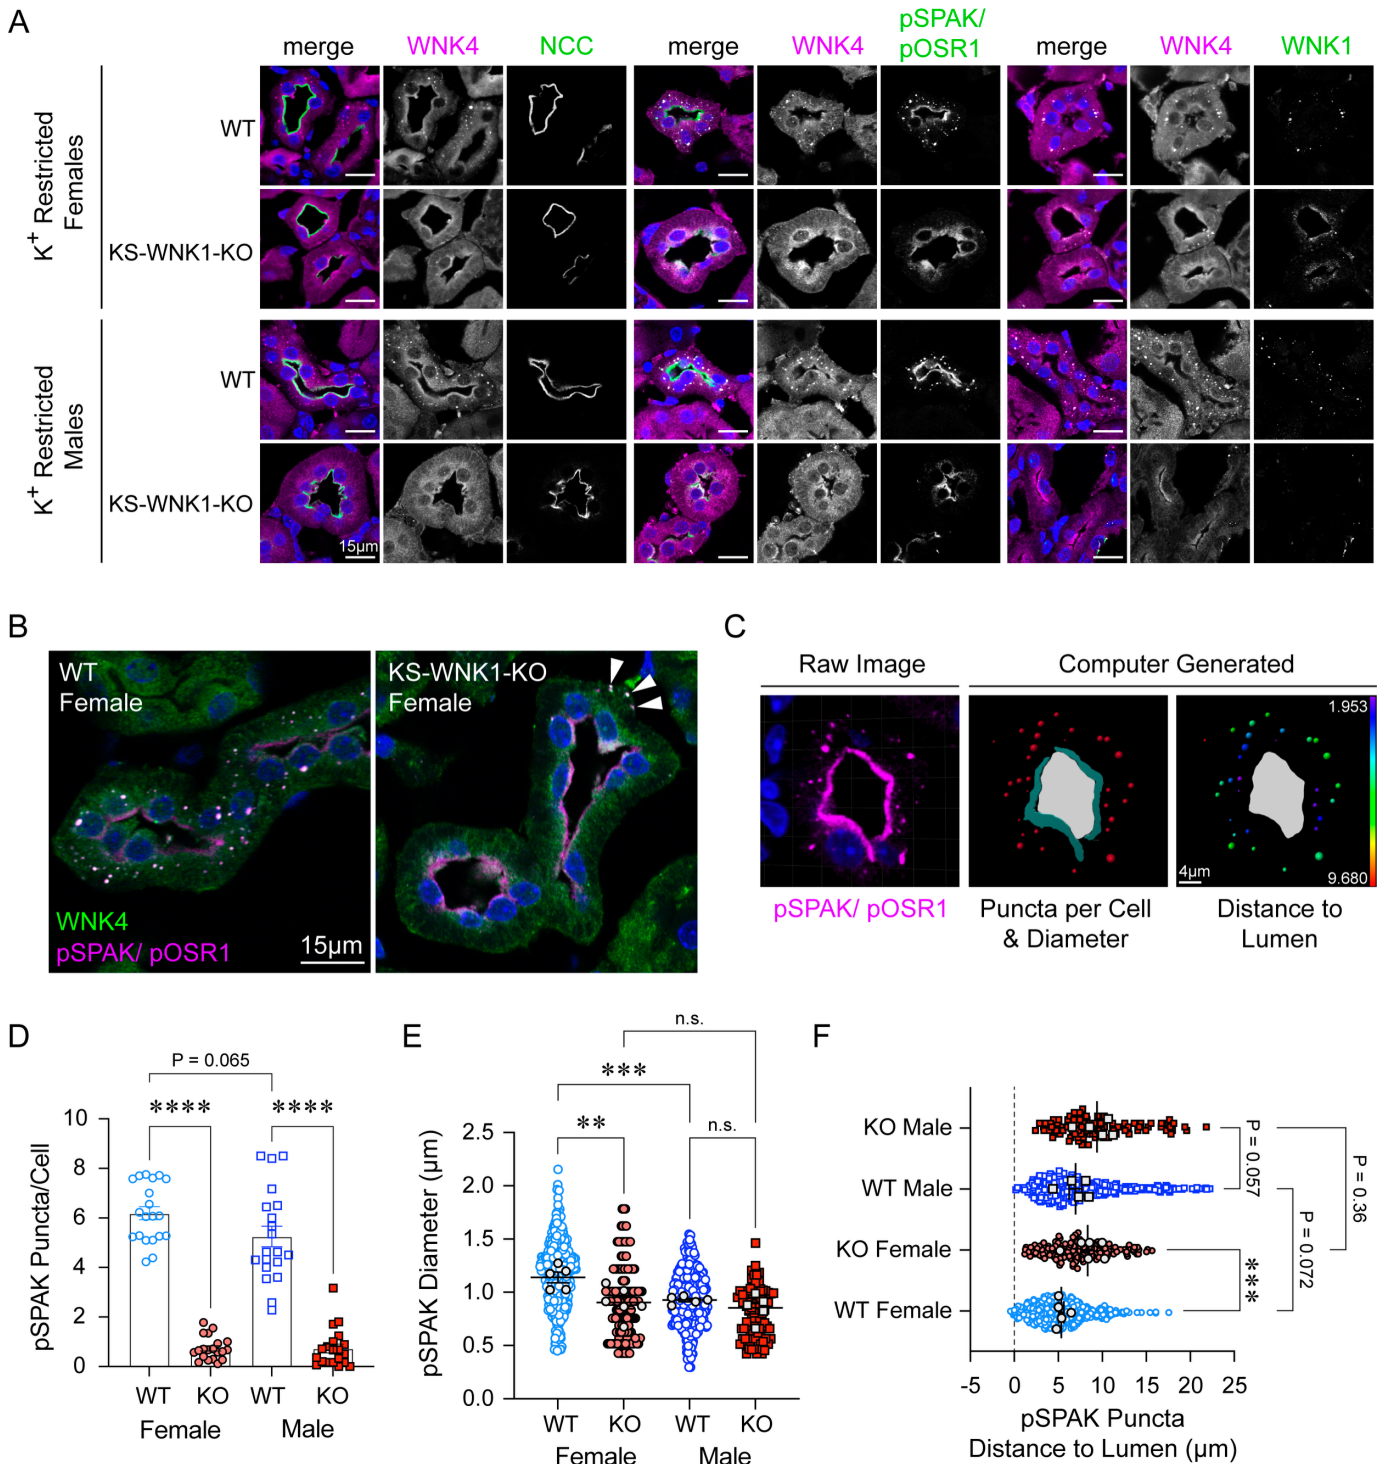 A
merge WNK4 NCC merge WNK4 pSPAK/ pOSR1 merge WNK4 WNK1
K+ Restricted
Females
WT
KS-WNK1-KO
K+ Restricted
Males
WT
KS-WNK1-KO
15µm
B
WT
Female
WNK4
pSPAK/ pOSR1
15µm
KS-WNK1-KO
Female
C
Raw Image
Computer Generated
1.953
9.680
4µm
pSPAK/ pOSR1
Puncta per Cell
& Diameter
Distance to
Lumen
D
P = 0.065
**** ****
pSPAK Puncta/Cell
10
8
6
4
2
0
WT KO WT KO
Female Male
E
n.s.
***
** n.s.
pSPAK Diameter (µm)
2.5
2.0
1.5
1.0
0.5
0.0
WT KO WT KO
Female Male
F
KO Male
WT Male
KO Female
WT Female
P = 0.057
P = 0.36
P = 0.072
***
-5 0 5 10 15 20 25
pSPAK Puncta
Distance to Lumen (µm)